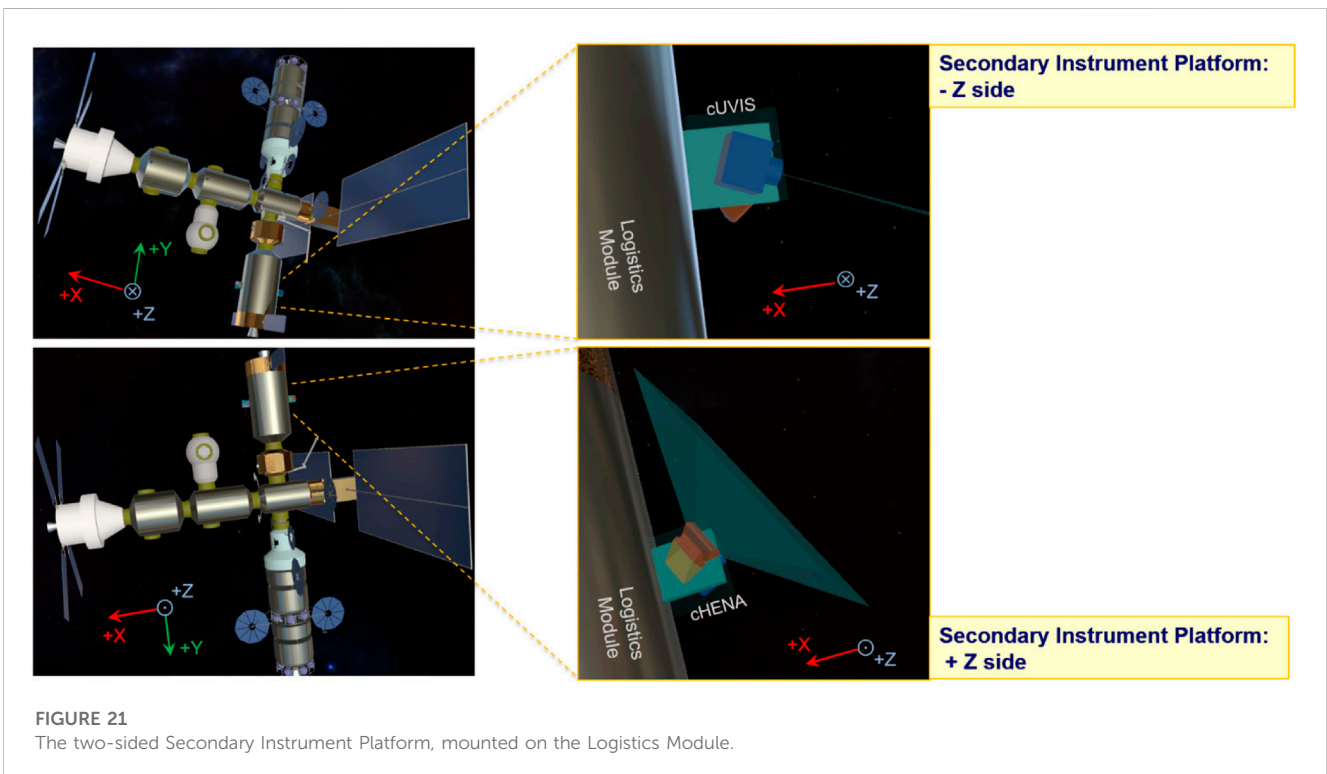 +Y
+X
+Z
cUVIS
Logistics
Module
+X
+Z
Secondary Instrument Platform:
- Z side
+Z
+X
+Y
cHENA
Logistics
Module
+X
+Z
Secondary Instrument Platform:
+ Z side
FIGURE 21
The two-sided Secondary Instrument Platform, mounted on the Logistics Module.